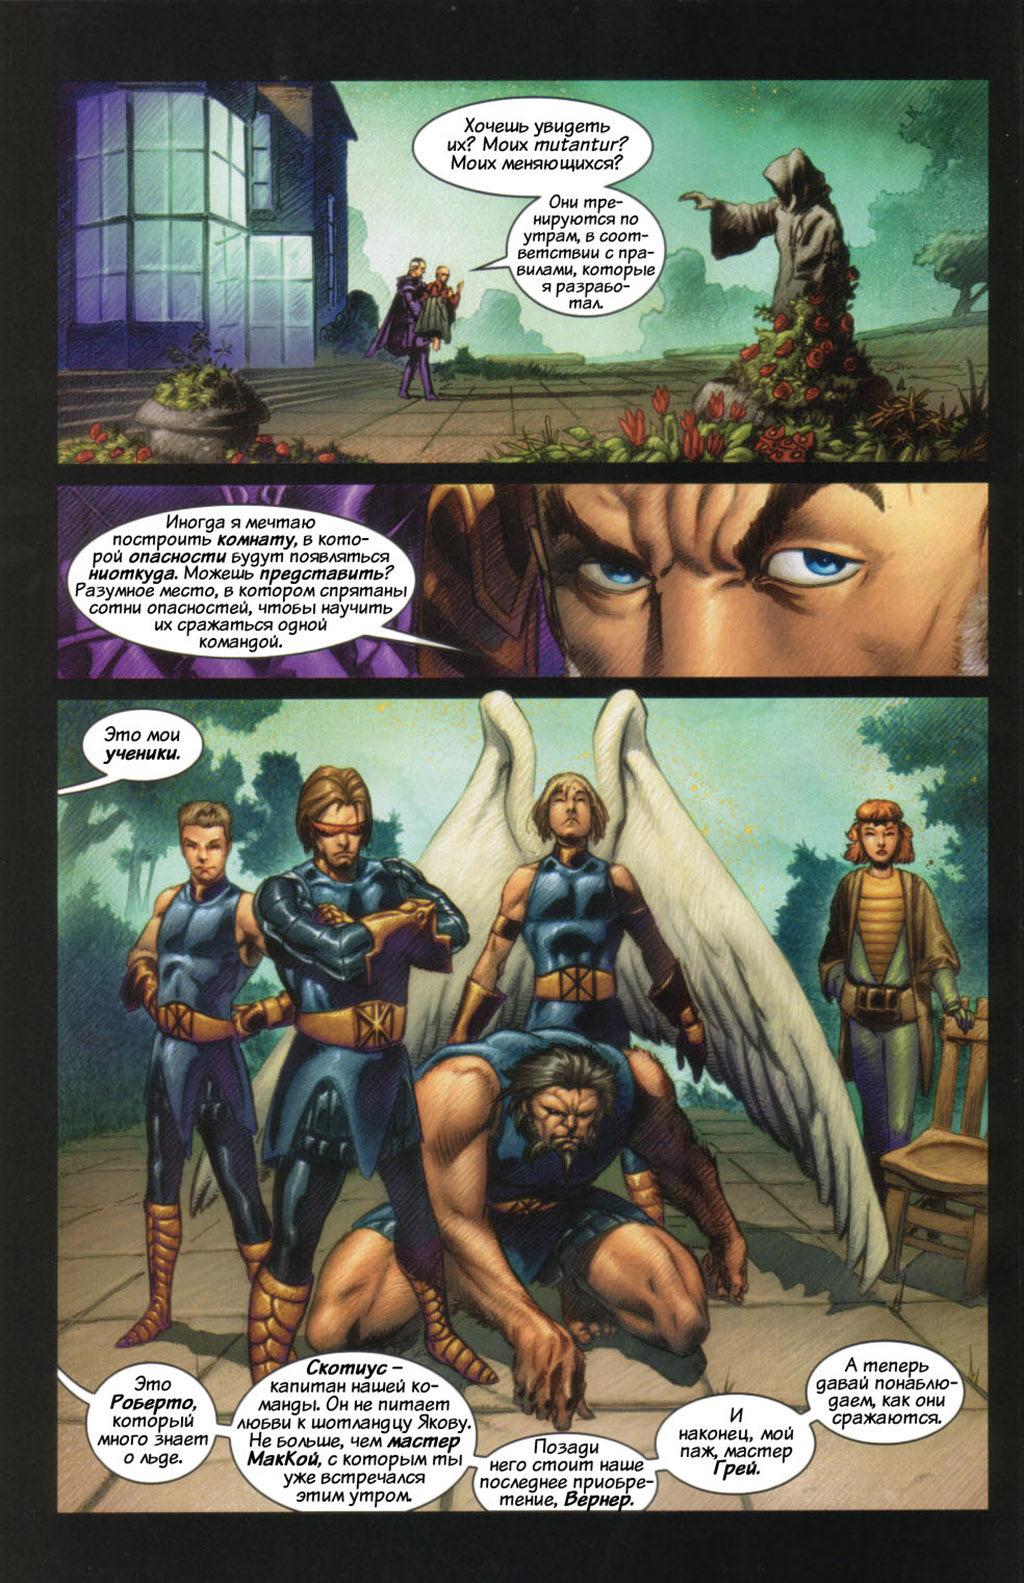 Хочешь увидеть
их? Моих mutantur?
Моих меняющихся?
Они тре-
нируются по
утрам, в соот-
ветствии с пра-
вилами, которые
я разрабо-
тал.
Иногда я мечтаю
построить комнату, в кото-
рой опасности будут появляться
ниоткуда. Можешь представить?
Разумное место, в котором спрятаны
сотни опасностей, чтобы научить
их сражаться одной
командой.
Это мои
ученики.
Это
Роберто,
который
много знает
о льде.
Скотиус –
капитан нашей ко-
манды. Он не питает
любви к шотландцу Якову.
Не больше, чем мастер
МакКой, с которым ты
уже встречался
этим утром.
Позади
него стоит наше
последнее приобре-
тение, Вернер.
И
наконец, мой
паж, мастер
Грей.
А теперь
давай понаблю-
даем, как они
сражаются.